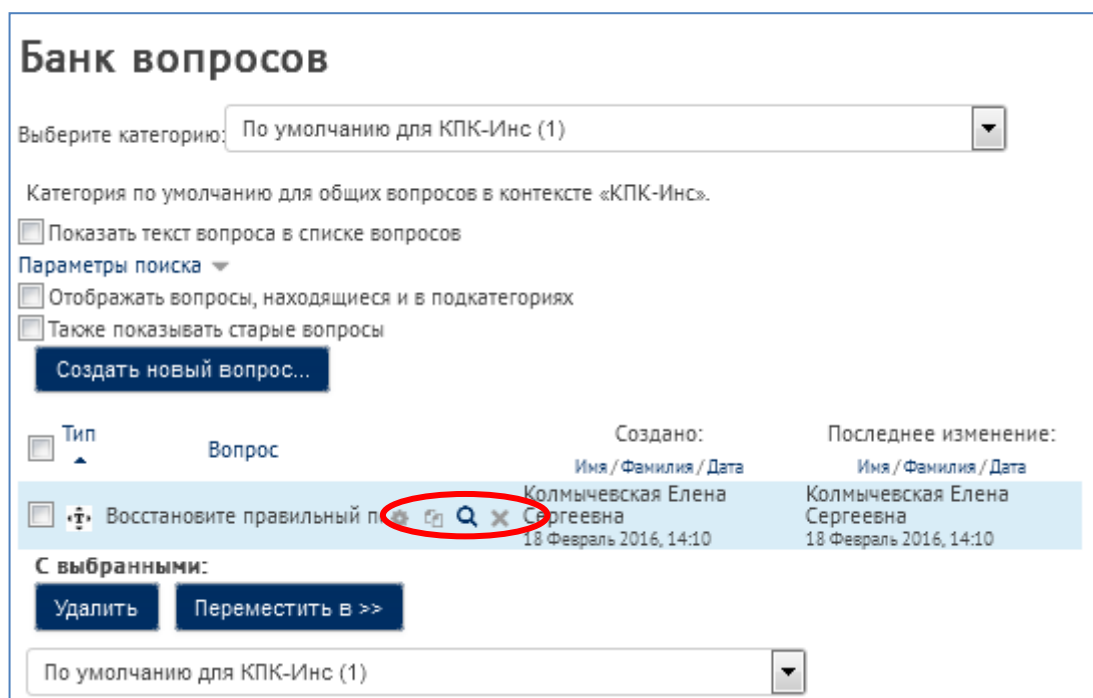 Банк вопросов
Выберите категорию: По умолчанию для КПК-Инс (1)
Категория по умолчанию для общих вопросов в контексте «КПК-Инс».
Показать текст вопроса в списке вопросов
Параметры поиска
Отображать вопросы, находящиеся и в подкатегориях
Также показывать старые вопросы
Создать новый вопрос...
Тип Вопрос Создано: Последнее изменение:
Имя / Фамилия / Дата Имя / Фамилия / Дата
Восстановите правильный Колмычевская Елена Колмычевская Елена
Сергеевна Сергеевна
18 Февраль 2016, 14:10 18 Февраль 2016, 14:10
С выбранными:
Удалить Переместить в >>
По умолчанию для КПК-Инс (1)